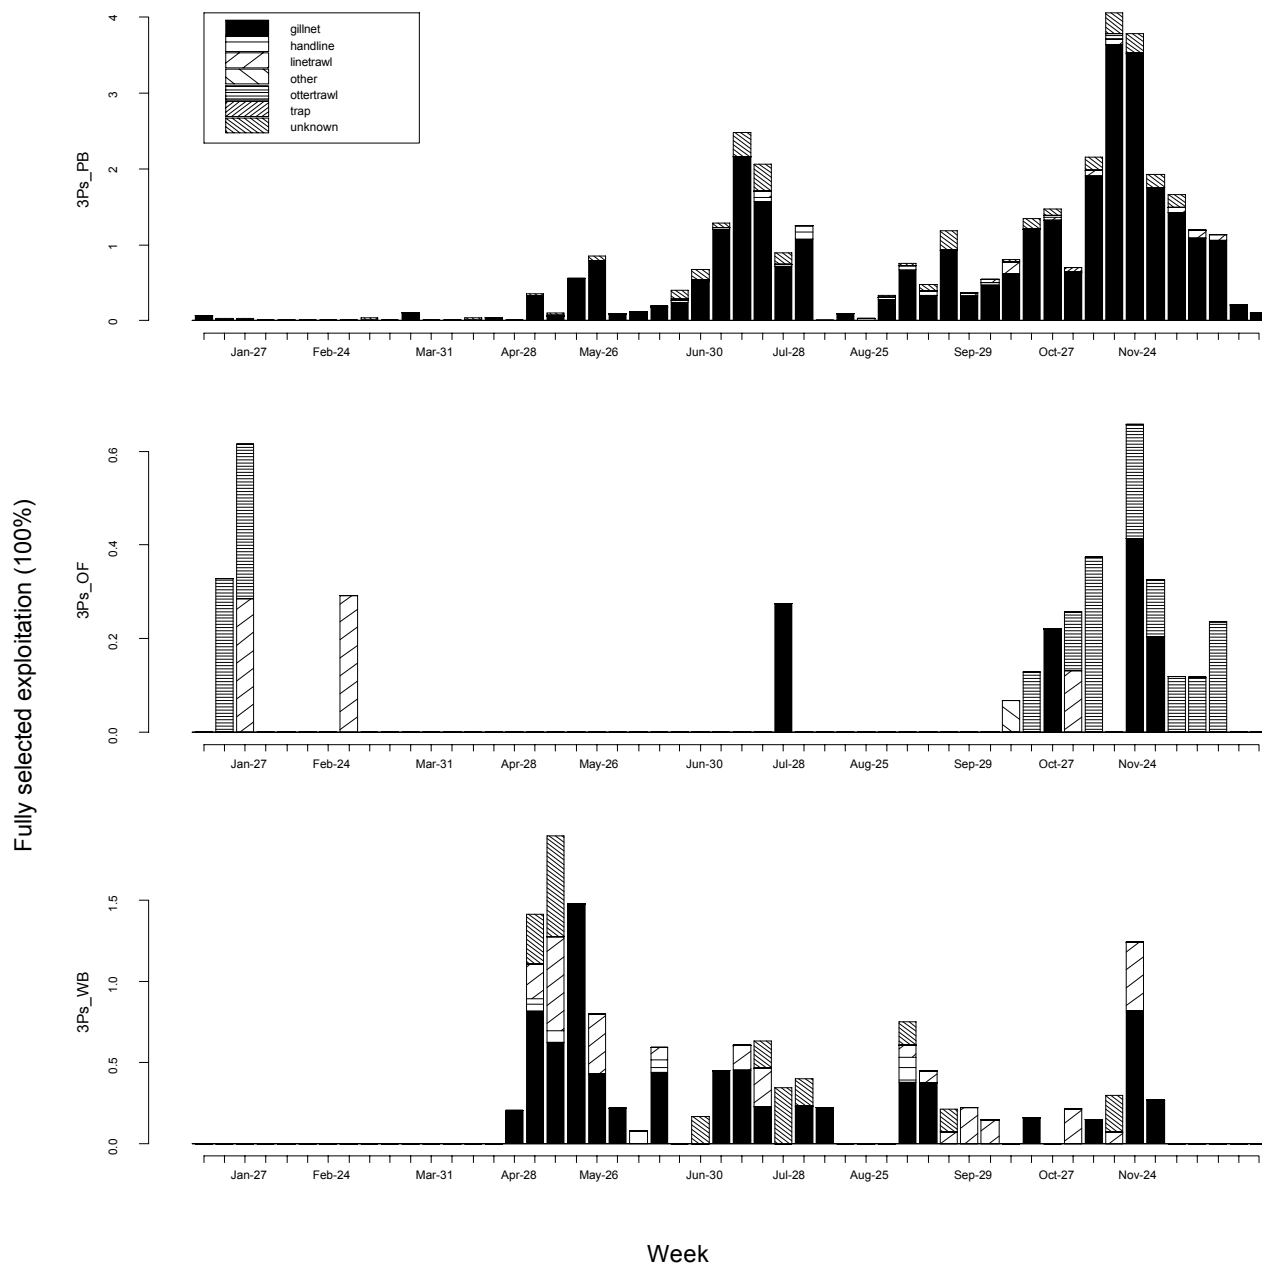 gillnet
handline
linetrawl
other
ottertrawl
trap
unknown
3Ps_PB
0 1 2 3 4
Jan-27 Feb-24 Mar-31 Apr-28 May-26 Jun-30 Jul-28 Aug-25 Sep-29 Oct-27 Nov-24
3Ps_OF
0.0 0.2 0.4 0.6
Jan-27 Feb-24 Mar-31 Apr-28 May-26 Jun-30 Jul-28 Aug-25 Sep-29 Oct-27 Nov-24
Fully selected exploitation (100%)
3Ps_WB
0.0 0.5 1.0 1.5
Jan-27 Feb-24 Mar-31 Apr-28 May-26 Jun-30 Jul-28 Aug-25 Sep-29 Oct-27 Nov-24
Week